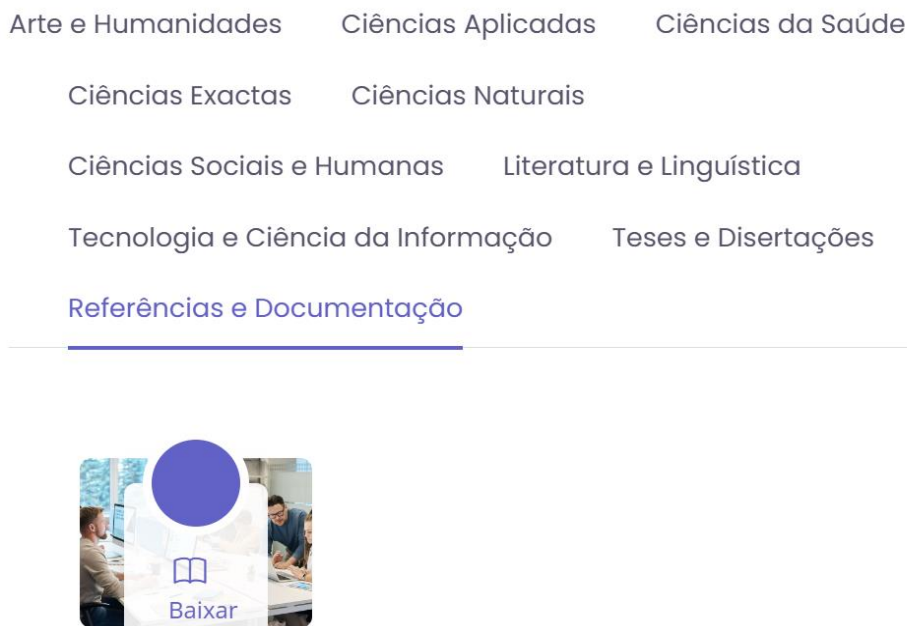 Arte e Humanidades Ciências Aplicadas Ciências da Saúde
Ciências Exactas Ciências Naturais
Ciências Sociais e Humanas Literatura e Linguística
Tecnologia e Ciência da Informação Teses e Disertações
Referências e Documentação
Baixar